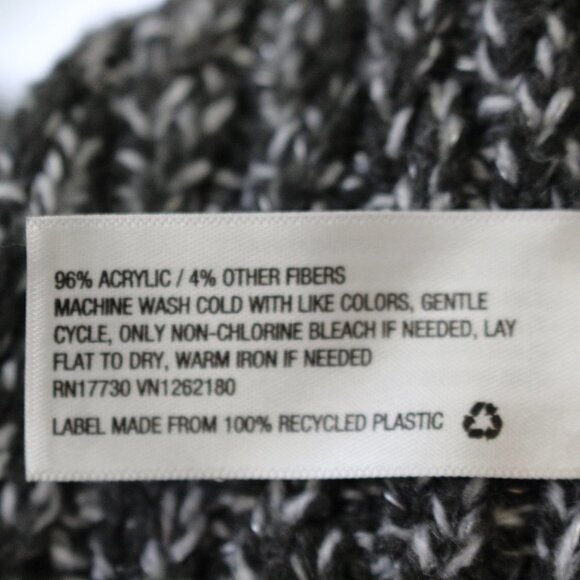 96% ACRYLIC / 4% OTHER FIBERS
MACHINE WASH COLD WITH LIKE COLORS, GENTLE
CYCLE, ONLY NON-CHLORINE BLEACH IF NEEDED, LAY
FLAT TO DRY, WARM IRON IF NEEDED
RN17730 VN1262180
LABEL MADE FROM 100% RECYCLED PLASTIC